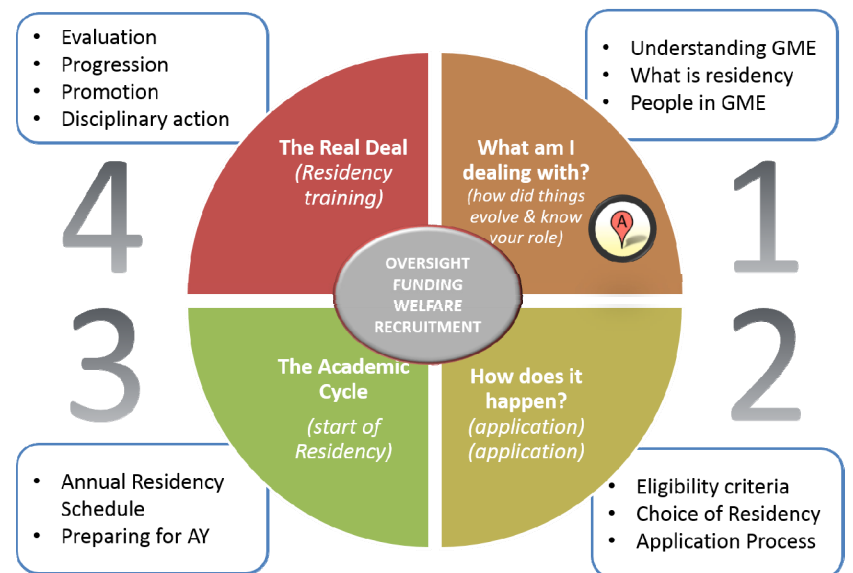 • Evaluation
• Progression
• Promotion
• Disciplinary action
• Understanding GME
• What is residency
• People in GME
4
The Real Deal
(Residency
training)
What am I
dealing with?
(how did things
evolve & know
your role)
A
1
OVERSIGHT
FUNDING
WELFARE
RECRUITMENT
3
The Academic
Cycle
(start of
Residency)
How does it
happen?
(application)
(application)
2
• Annual Residency
Schedule
• Preparing for AY
• Eligibility criteria
• Choice of Residency
• Application Process